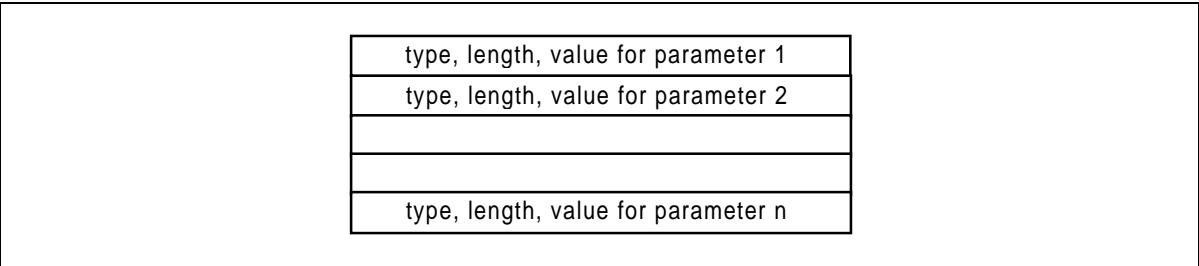 type, length, value for parameter 1
type, length, value for parameter 2
type, length, value for parameter n